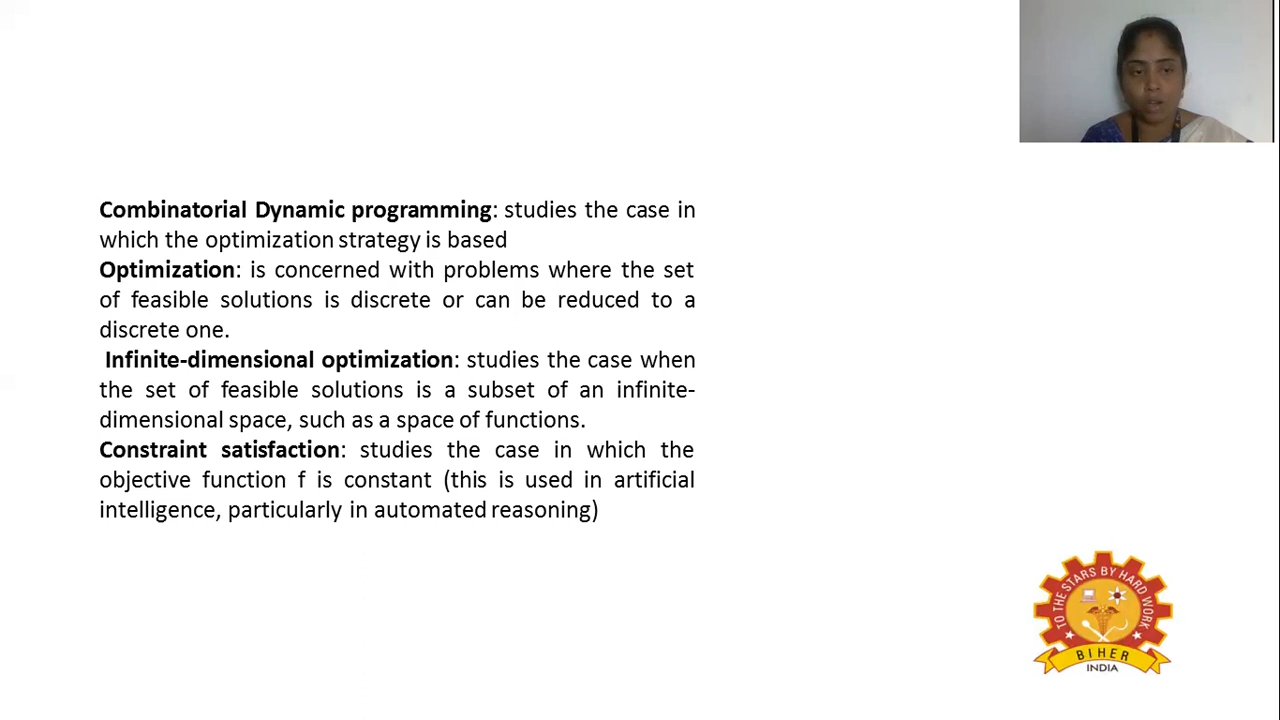 Combinatorial Dynamic programming: studies the case in
which the optimization strategy is based
Optimization: is concerned with problems where the set
of feasible solutions is discrete or can be reduced to a
discrete one.
Infinite-dimensional optimization: studies the case when
the set of feasible solutions is a subset of an infinite-
dimensional space, such as a space of functions.
Constraint satisfaction: studies the case in which the
objective function f is constant (this is used in artificial
intelligence, particularly in automated reasoning)
TO THE STARS BY HARD WORK
BIHER
INDIA